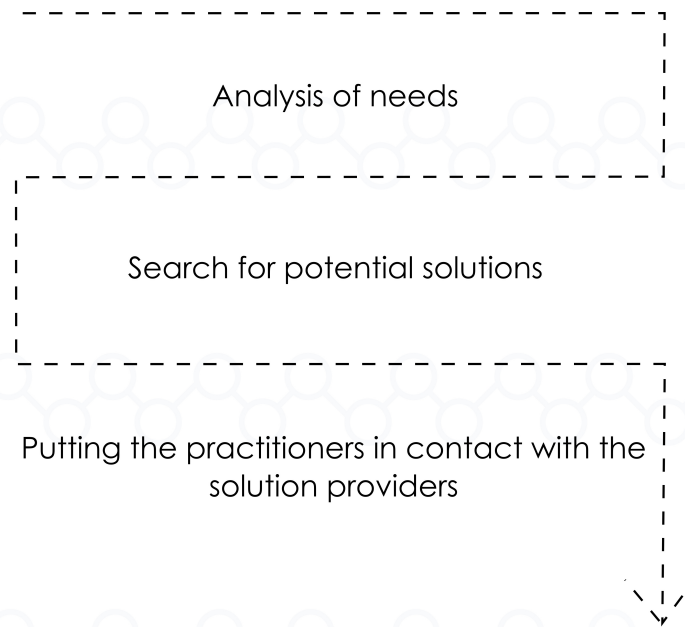 Analysis of needs
Search for potential solutions
Putting the practitioners in contact with the
solution providers